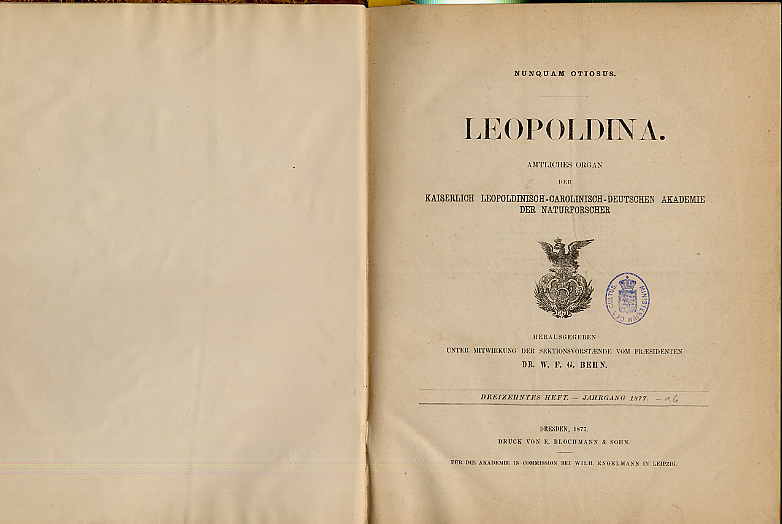 NUNQUAM OTIOSUS.
LEOPOLDINA.
AMTLICHES ORGAN
DER
KAISERLICH LEOPOLDINISCH-CAROLINISCH-DEUTSCHEN AKADEMIE
DER NATURFORSCHER
HERAUSGEGEBEN
UNTER MITWIRKUNG DER SEKTIONSVORSTÆNDE VOM PRÆSIDENTEN
DR. W. F. G. BEHN.
DREIZEHNTES HEFT. — JAHRGANG 1877.
DRESDEN, 1877.
DRUCK VON E. BLOCHMANN & SOHN.
FÜR DIE AKADEMIE IN COMMISSION BEI WILH. ENGELMANN IN LEIPZIG.